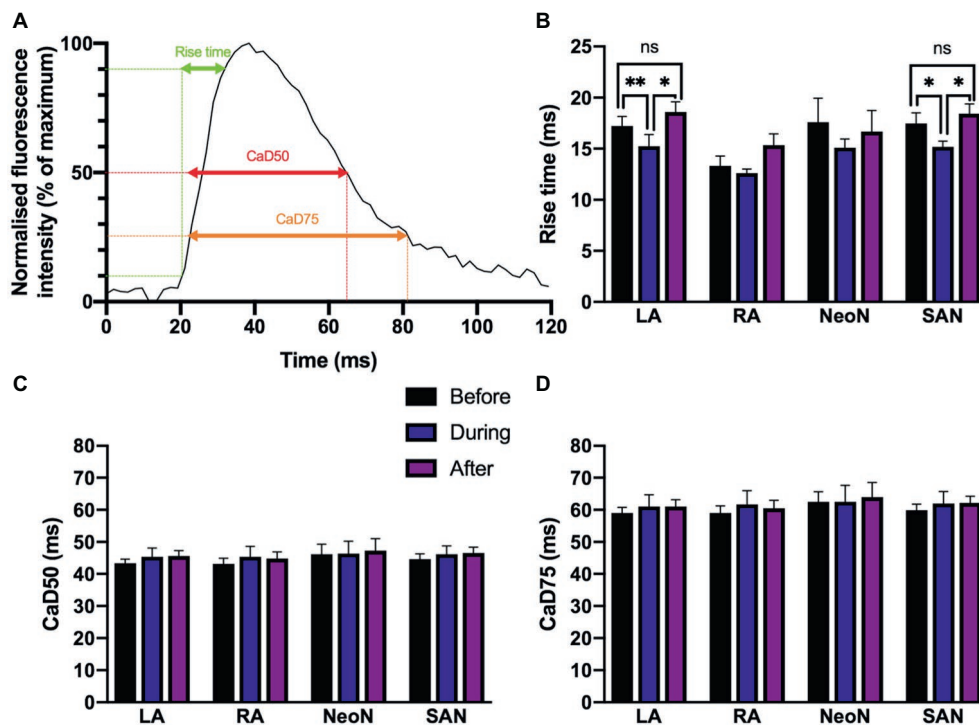 A
Normalised fluorescence
intensity (% of maximum)
100
50
0
Rise time
CaD50
CaD75
0 20 40 60 80 100 120
Time (ms)
B
Rise time (ms)
25
20
15
10
5
0
ns
** *
ns
* *
LA RA NeoN SAN
C
Before
During
After
CaD50 (ms)
80
70
60
50
40
30
20
10
0
LA RA NeoN SAN
D
CaD75 (ms)
80
70
60
50
40
30
20
10
0
LA RA NeoN SAN